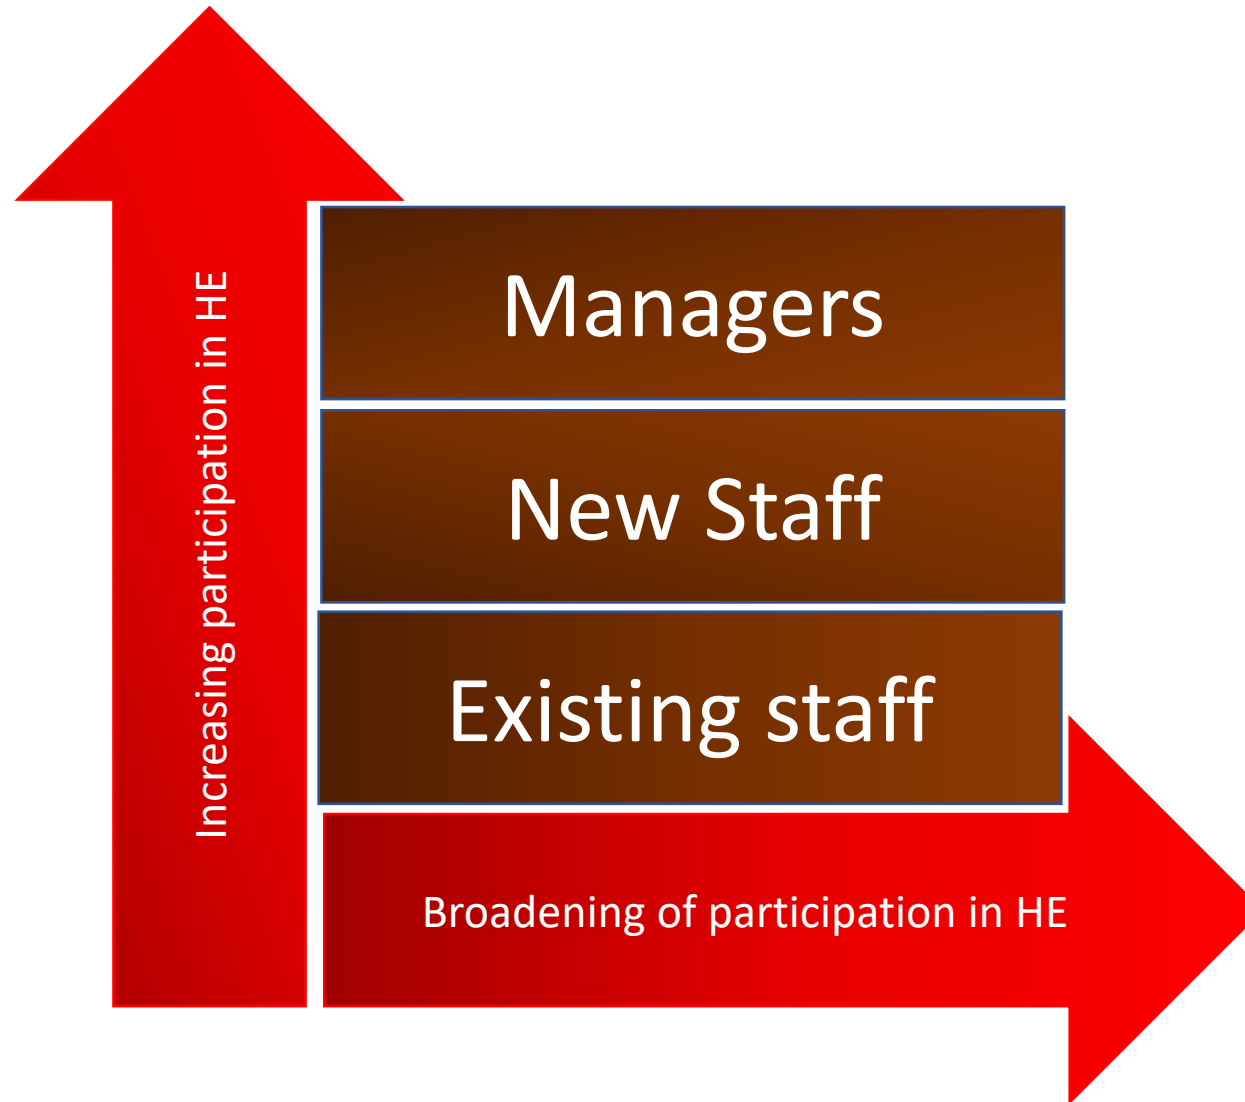 Increasing participation in HE
Managers
New Staff
Existing staff
Broadening of participation in HE